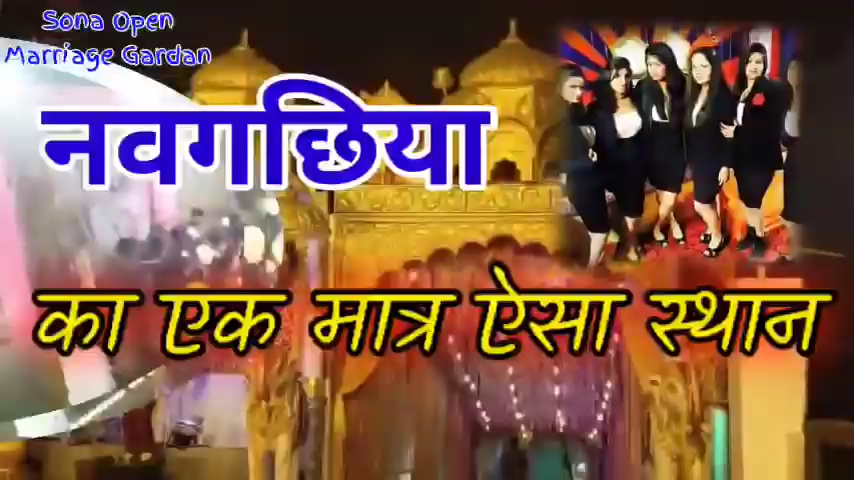 Sona Open
Marriage Gardan
नवगछिया
का एक मात्र ऐसा स्थान